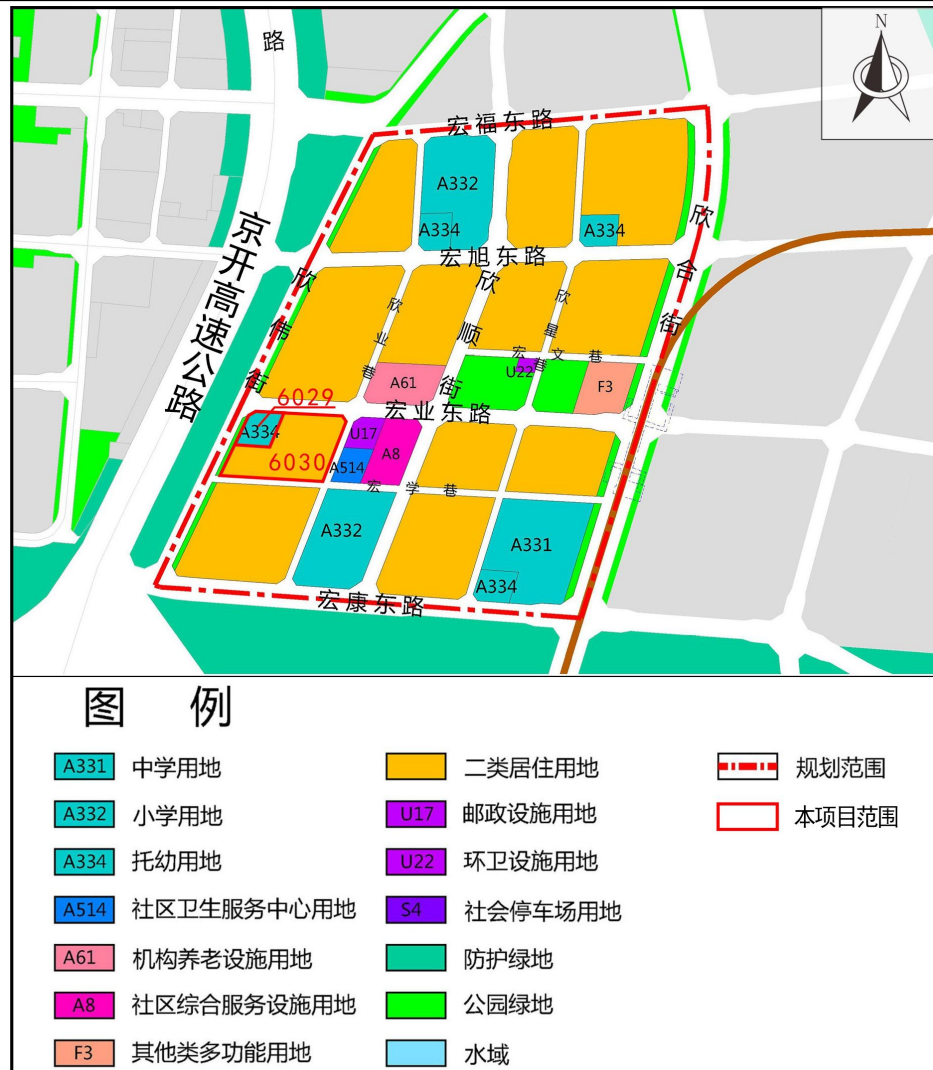 路
N
宏福东路
A332
A334
A334
京开高速公路
宏旭东路
欣合街
欣伟街
欣业巷
欣顺街
欣星巷
宏文巷
U22
A61
F3
宏业东路
6029
A334
6030
U17
A8
A514
宏学巷
A332
A331
A334
宏康东路
图 例
A331 中学用地
A332 小学用地
A334 托幼用地
A514 社区卫生服务中心用地
A61 机构养老设施用地
A8 社区综合服务设施用地
F3 其他类多功能用地
二类居住用地
U17 邮政设施用地
U22 环卫设施用地
S4 社会停车场用地
防护绿地
公园绿地
水域
规划范围
本项目范围